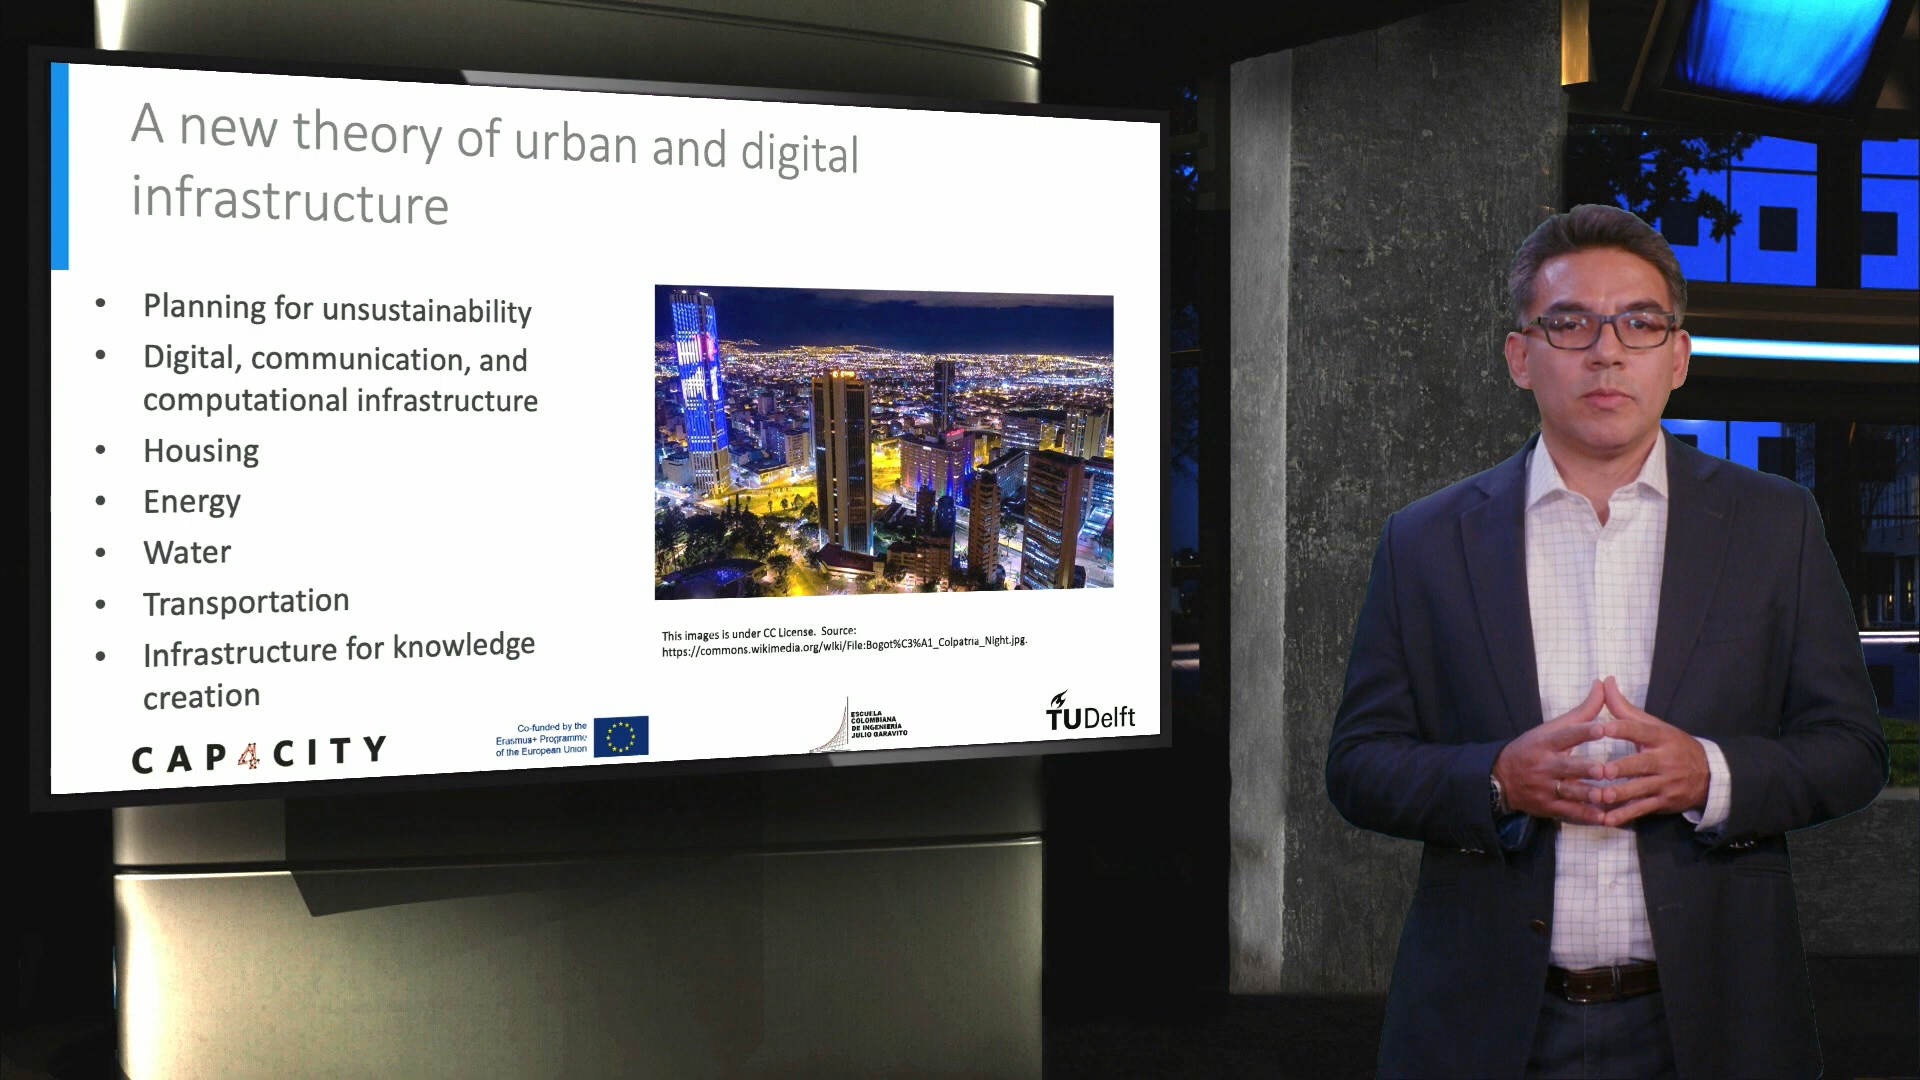 A new theory of urban and digital
infrastructure
• Planning for unsustainability
• Digital, communication, and
computational infrastructure
• Housing
• Energy
• Water
• Transportation
• Infrastructure for knowledge
creation
This images is under CC License. Source:
https://commons.wikimedia.org/wiki/File:Bogot%C3%A1_Colpatria_Night.jpg.
CAP4CITY
Co-funded by the
Erasmus+ Programme
of the European Union
ESCUELA
COLOMBIANA
DE INGENIERÍA
JULIO GARAVITO
TUDelft